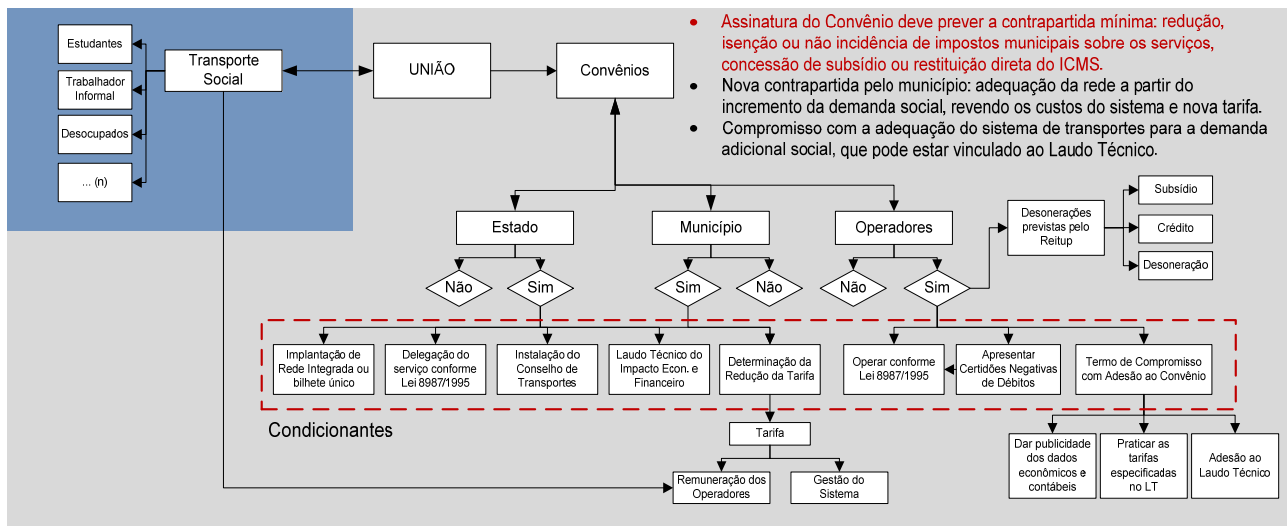 Estudantes
Trabalhador
Informal
Desocupados
... (n)
Transporte
Social
UNIÃO
Convênios
• Assinatura do Convênio deve prever a contrapartida mínima: redução,
isenção ou não incidência de impostos municipais sobre os serviços,
concessão de subsídio ou restituição direta do ICMS.
• Nova contrapartida pelo município: adequação da rede a partir do
incremento da demanda social, revendo os custos do sistema e nova tarifa.
• Compromisso com a adequação do sistema de transportes para a demanda
adicional social, que pode estar vinculado ao Laudo Técnico.
Estado
Município
Operadores
Desonerações
previstas pelo
Reitup
Subsídio
Crédito
Desoneração
Não
Sim
Sim
Não
Não
Sim
Implantação de
Rede Integrada ou
bilhete único
Delegação do
serviço conforme
Lei 8987/1995
Instalação do
Conselho de
Transportes
Laudo Técnico do
Impacto Econ. e
Financeiro
Determinação da
Redução da Tarifa
Operar conforme
Lei 8987/1995
Apresentar
Certidões Negativas
de Débitos
Termo de Compromisso
com Adesão ao Convênio
Condicionantes
Tarifa
Remuneração dos
Operadores
Gestão do
Sistema
Dar publicidade
dos dados
econômicos e
contábeis
Praticar as
tarifas
especificadas
no LT
Adesão ao
Laudo Técnico